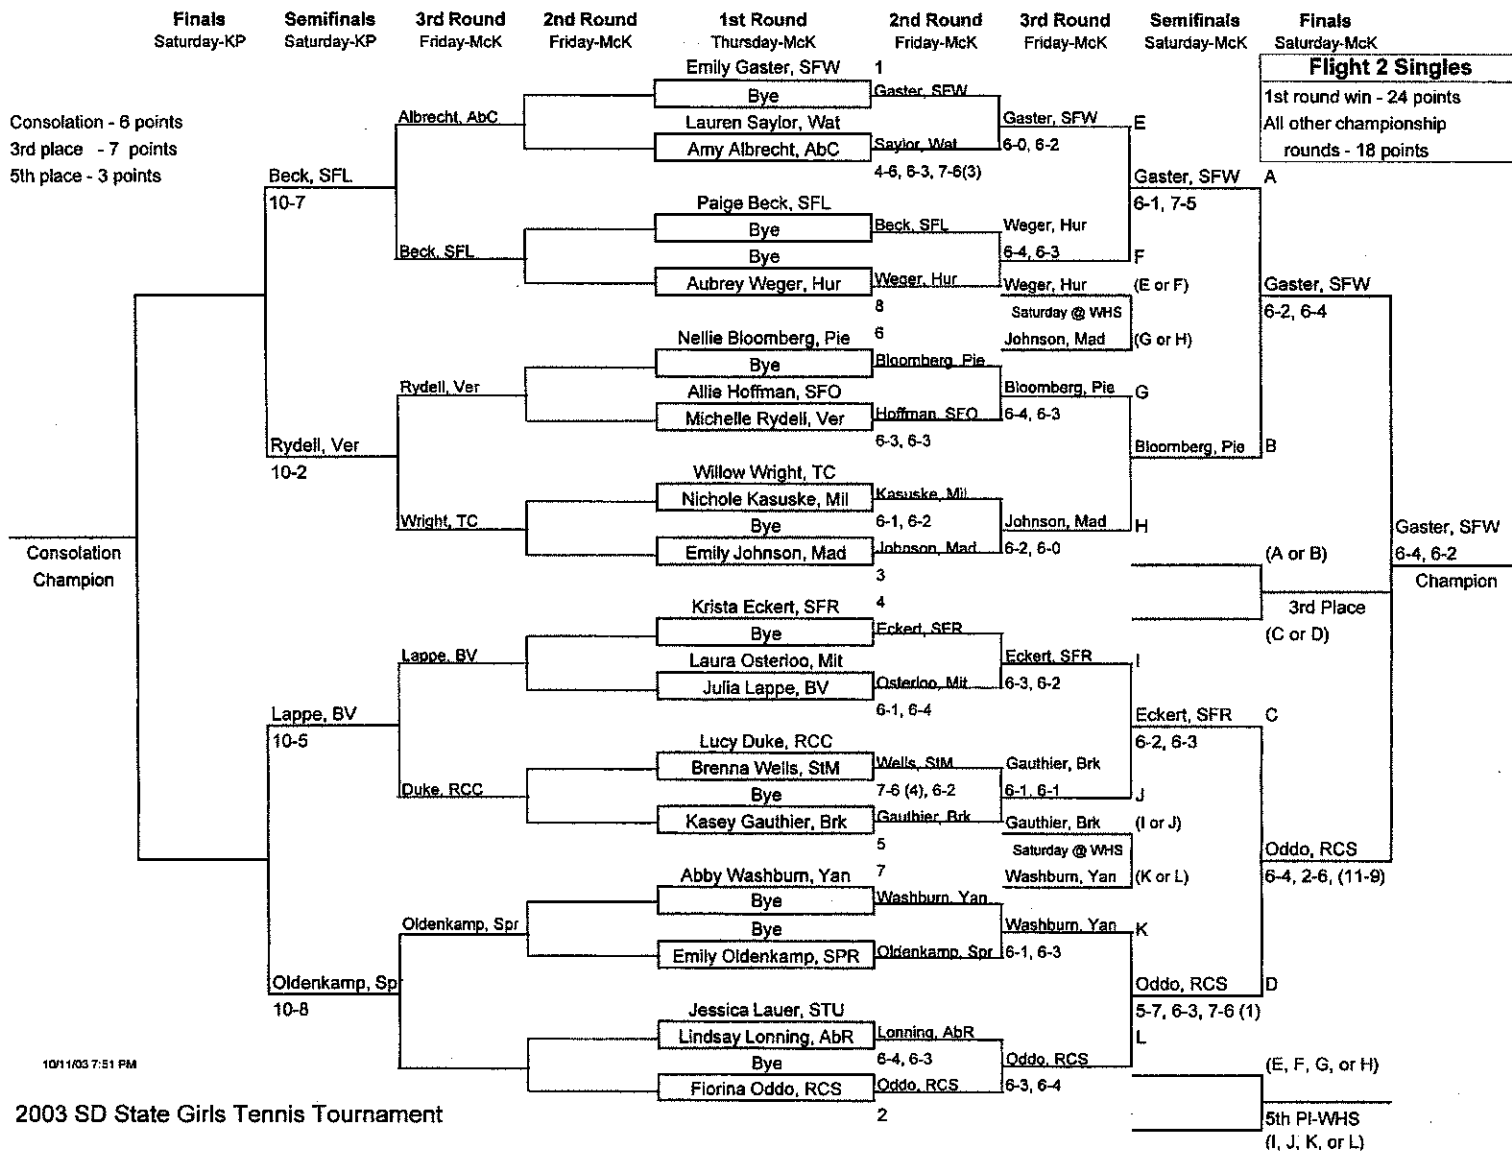 Finals Semifinals 3rd Round 2nd Round 1st Round 2nd Round 3rd Round Semifinals Finals
Saturday-KP Saturday-KP Friday-McK Friday-McK Thursday-McK Friday-McK Friday-McK Saturday-McK Saturday-McK
Flight 2 Singles
1st round win - 24 points
All other championship
rounds - 18 points
Consolation - 6 points
3rd place - 7 points
5th place - 3 points
Consolation
Champion
Beck, SFL
10-7
Rydell, Ver
10-2
Lappe, BV
10-5
Oldenkamp, Sp
10-8
Albrecht, AbC
Beck, SFL
Rydell, Ver
Wright, TC
Lappe, BV
Duke, RCC
Oldenkamp, Spr
Emily Gaster, SFW
Bye
Lauren Saylor, Wat
Amy Albrecht, AbC
Paige Beck, SFL
Bye
Bye
Aubrey Weger, Hur
Nellie Bloomberg, Pie
Bye
Allie Hoffman, SFO
Michelle Rydell, Ver
Willow Wright, TC
Nichole Kasuske, Mil
Bye
Emily Johnson, Mad
Krista Eckert, SFR
Bye
Laura Osterloo, Mit
Julia Lappe, BV
Lucy Duke, RCC
Brenna Wells, StM
Bye
Kasey Gauthier, Brk
Abby Washburn, Yan
Bye
Bye
Emily Oldenkamp, SPR
Jessica Lauer, STU
Lindsay Lonning, AbR
Bye
Fiorina Oddo, RCS
1
Gaster, SFW
Saylor, Wat
4-6, 6-3, 7-6(3)
Beck, SFL
Weger, Hur
8
6
Bloomberg, Pie
Hoffman, SFO
6-3, 6-3
Kasuske, Mil
6-1, 6-2
Johnson, Mad
3
4
Eckert, SFR
Osterloo, Mit
6-1, 6-4
Wells, StM
7-6 (4), 6-2
Gauthier, Brk
5
7
Washburn, Yan
Oldenkamp, Spr
Lonning, AbR
6-4, 6-3
Oddo, RCS
2
Gaster, SFW
6-0, 6-2
Weger, Hur
6-4, 6-3
Weger, Hur
Saturday @ WHS
Johnson, Mad
Bloomberg, Pie
6-4, 6-3
Johnson, Mad
6-2, 6-0
Eckert, SFR
6-3, 6-2
Gauthier, Brk
6-1, 6-1
Gauthier, Brk
Saturday @ WHS
Washburn, Yan
Washburn, Yan
6-1, 6-3
Oddo, RCS
6-3, 6-4
E
Gaster, SFW
6-1, 7-5
F
(E or F)
(G or H)
G
Bloomberg, Pie
H
I
Eckert, SFR
6-2, 6-3
J
(I or J)
(K or L)
K
Oddo, RCS
5-7, 6-3, 7-6 (1)
L
A
Gaster, SFW
6-2, 6-4
B
(A or B)
3rd Place
(C or D)
C
Oddo, RCS
6-4, 2-6, (11-9)
D
(E, F, G, or H)
5th Pl-WHS
(I, J, K, or L)
Gaster, SFW
6-4, 6-2
Champion
10/11/03 7:51 PM
2003 SD State Girls Tennis Tournament